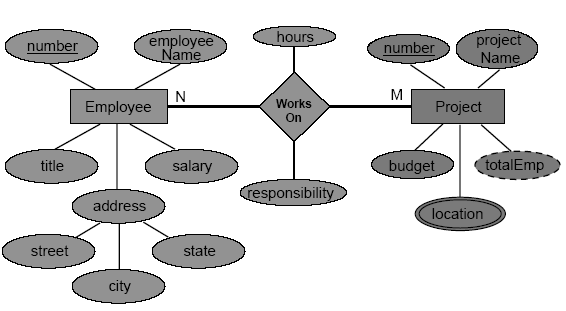 number
employee
Name
hours
number
project
Name
Employee
N
Works
On
M
Project
title
salary
budget
totalEmp
address
responsibility
location
street
state
city